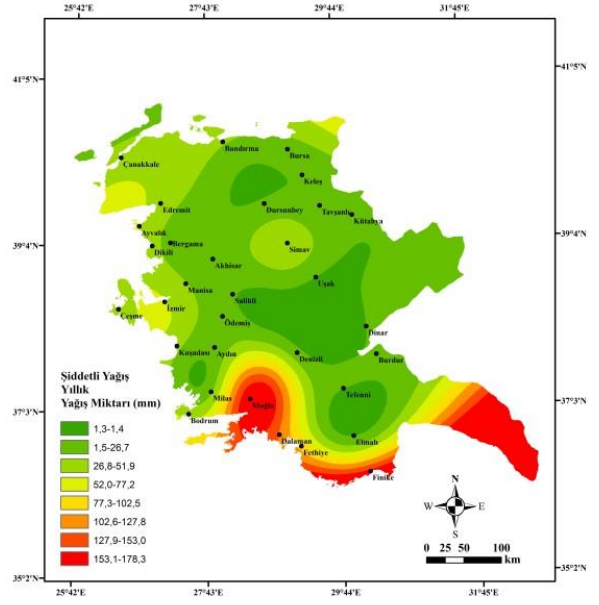 25°42'E 27°43'E 29°44'E 31°45'E
41°5'N 41°5'N
Bandırma
Bursa
Çanakkale
Keleş
Edremit Dursunbey Tavşanlı
Kütahya
Ayvalık
39°4'N 39°4'N
Bergama
Dikili Simav
Akhisar
Uşak
Manisa
Salihli
İzmir
Çeşme
Ödemiş
Dinar
Kuşadası Aydın Denizli Burdur
Şiddetli Yağış
Yıllık
Yağış Miktarı (mm)
Milas Muğla Tefenni
37°3'N 37°3'N
Bodrum
Dalaman Elmalı
Fethiye
Finike
1,3-1,4
1,5-26,7
26,8-51,9
52,0-77,2
77,3-102,5
102,6-127,8
127,9-153,0
153,1-178,3
N
W E
S
0 25 50 100
km
35°2'N 35°2'N
25°42'E 27°43'E 29°44'E 31°45'E